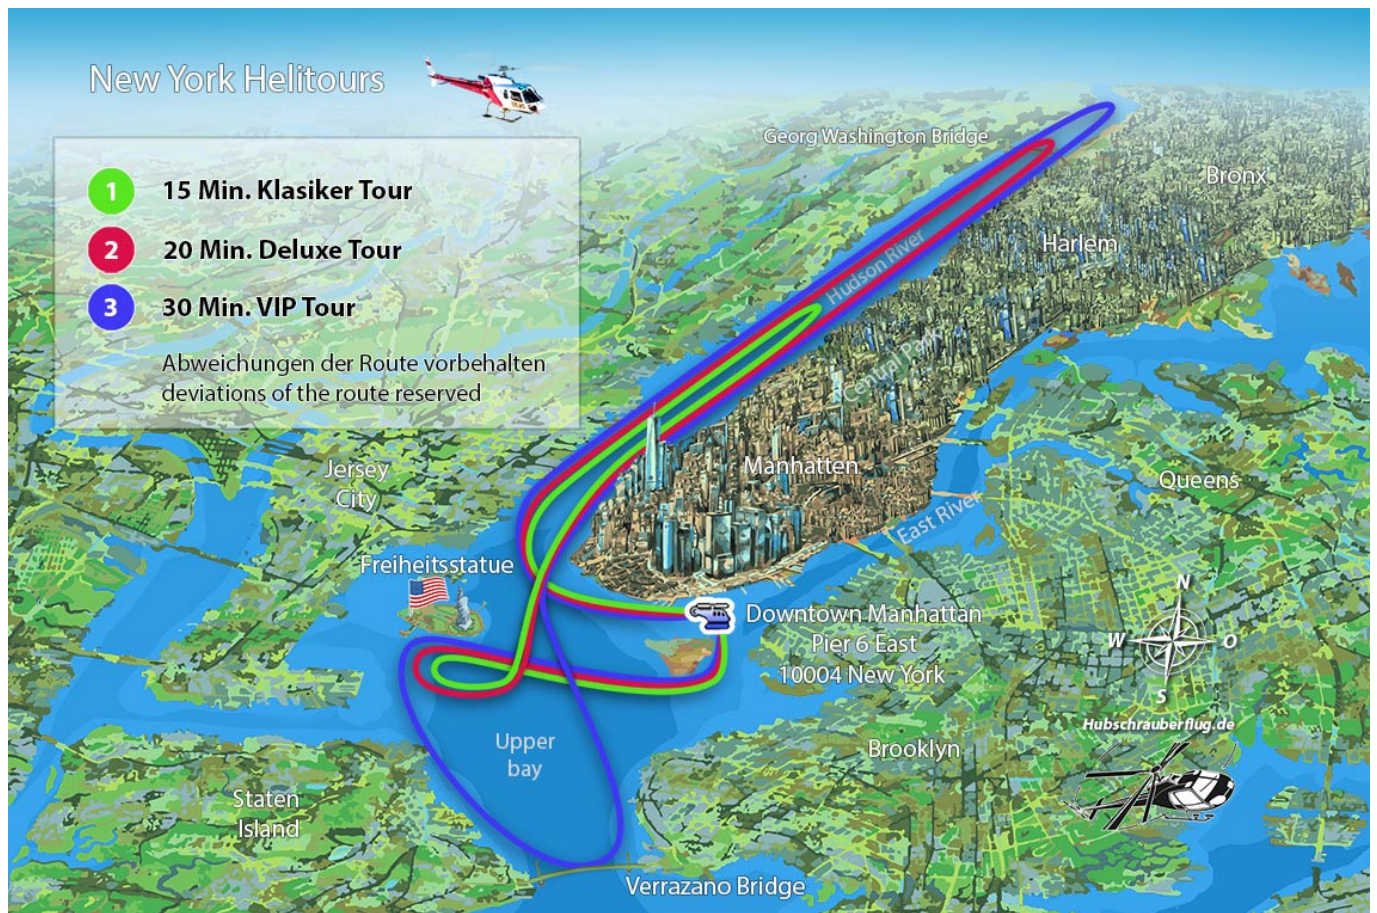 New York Helitours
1 15 Min. Klasiker Tour
2 20 Min. Deluxe Tour
3 30 Min. VIP Tour
Abweichungen der Route vorbehalten
deviations of the route reserved
Georg Washington Bridge
Bronx
Harlem
Hudson River
Central Park
Manhatten
Queens
East River
Jersey
City
Freiheitsstatue
Downtown Manhattan
Pier 6 East
10004 New York
N
W
O
S
Hubschrauberflug.de
Upper
bay
Brooklyn
Staten
Island
Verrazano Bridge